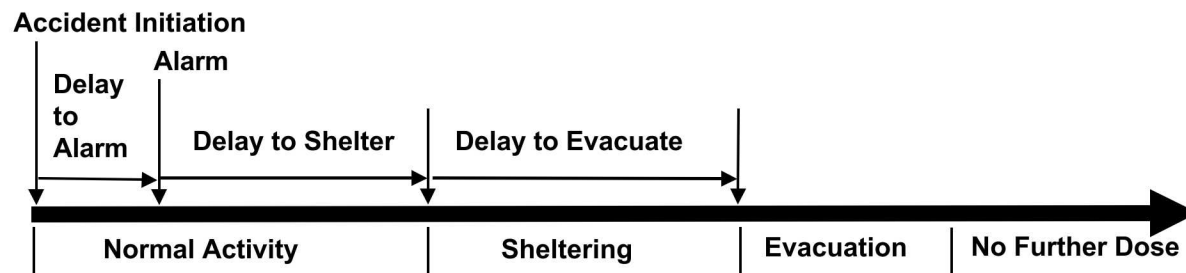 Accident Initiation
Alarm
Delay
to
Alarm
Delay to Shelter
Delay to Evacuate
Normal Activity
Sheltering
Evacuation
No Further Dose